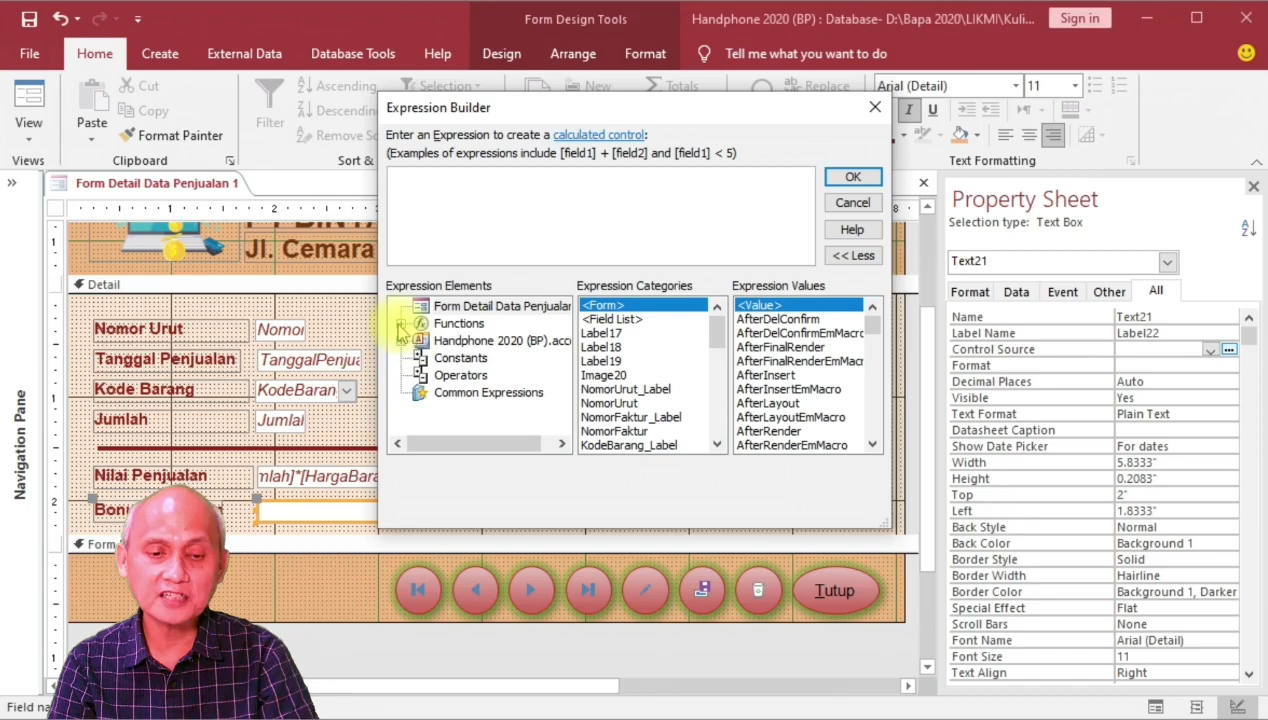 Form Design Tools
Handphone 2020 (BP) : Database- D:\Bapa 2020\LIKMI\Kuli...
Sign in
File
Home
Create
External Data
Database Tools
Help
Design
Arrange
Format
Tell me what you want to do
View
Views
Paste
Cut
Copy
Format Painter
Clipboard
Filter
Ascending
Descending
Remove
Sort &
Selection
New
Totals
Replace
Arial (Detail)
11
I
U
Text Formatting
Form Detail Data Penjualan 1
1
2
Jl. Cemara
Detail
Nomor Urut
Nomor
Tanggal Penjualan
TanggalPenjua
Kode Barang
KodeBaran
Jumlah
Jumlal
Nilai Penjualan
mlah]*[HargaBara
Tutup
Navigation Pane
Expression Builder
Enter an Expression to create a calculated control:
(Examples of expressions include [field1] + [field2] and [field1] < 5)
OK
Cancel
Help
<< Less
Expression Elements
Form Detail Data Penjualan
Functions
Handphone 2020 (BP).acc
Constants
Operators
Common Expressions
Expression Categories
<Form>
<Field List>
Label17
Label18
Label19
Image20
NomorUrut_Label
NomorUrut
NomorFaktur_Label
NomorFaktur
KodeBarang_Label
Expression Values
<Value>
AfterDelConfirm
AfterDelConfirmEmMacro
AfterFinalRender
AfterFinalRenderEmMacro
AfterInsert
AfterInsertEmMacro
AfterLayout
AfterLayoutEmMacro
AfterRender
AfterRenderEmMacro
Property Sheet
Selection type: Text Box
Text21
Format
Data
Event
Other
All
Name Text21
Label Name Label22
Control Source
Format
Decimal Places Auto
Visible Yes
Text Format Plain Text
Datasheet Caption
Show Date Picker For dates
Width 5.8333"
Height 0.2083"
Top 2"
Left 1.8333"
Back Style Normal
Back Color Background 1
Border Style Solid
Border Width Hairline
Border Color Background 1, Darker
Special Effect Flat
Scroll Bars None
Font Name Arial (Detail)
Font Size 11
Text Align Right